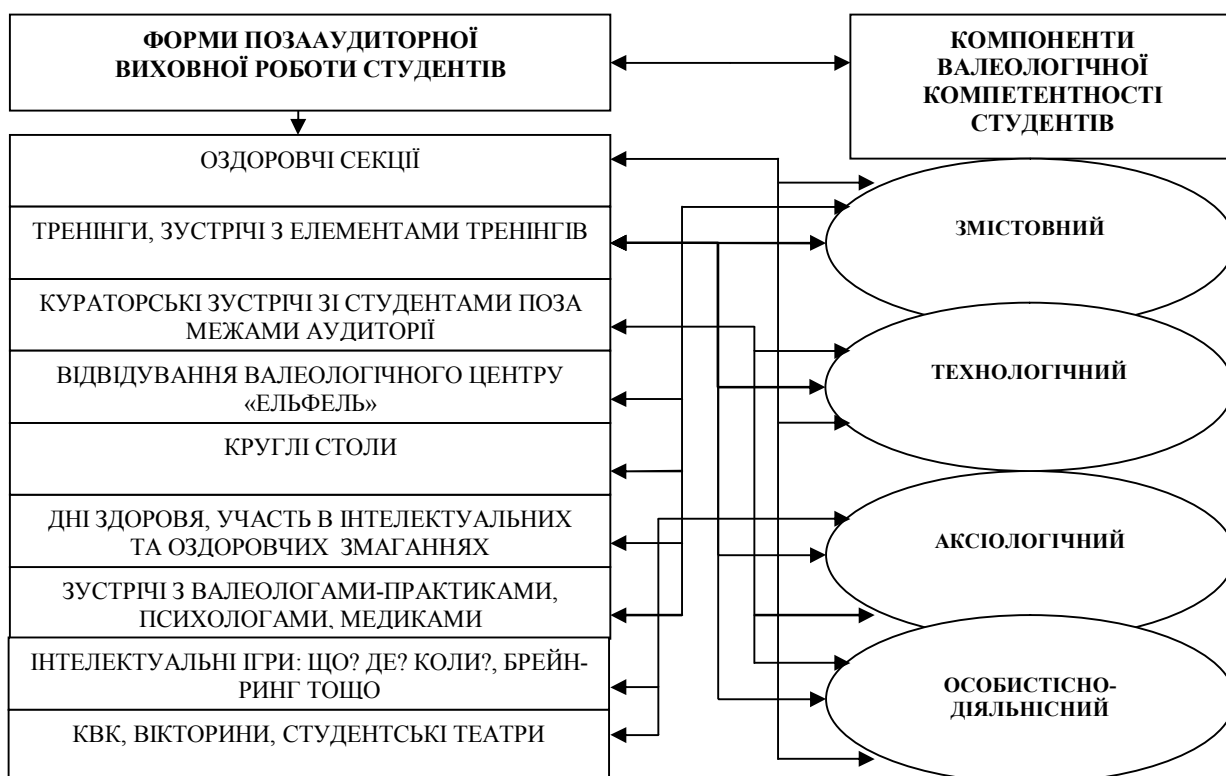 ФОРМИ ПОЗААУДИТОРНОЇ
ВИХОВНОЇ РОБОТИ СТУДЕНТІВ
КОМПОНЕНТИ
ВАЛЕОЛОГІЧНОЇ
КОМПЕТЕНТНОСТІ
СТУДЕНТІВ
ОЗДОРОВЧІ СЕКЦІЇ
ТРЕНІНГИ, ЗУСТРІЧІ З ЕЛЕМЕНТАМИ ТРЕНІНГІВ
КУРАТОРСЬКІ ЗУСТРІЧІ ЗІ СТУДЕНТАМИ ПОЗА
МЕЖАМИ АУДИТОРІЇ
ВІДВІДУВАННЯ ВАЛЕОЛОГІЧНОГО ЦЕНТРУ
«ЕЛЬФЕЛЬ»
КРУГЛІ СТОЛИ
ДНІ ЗДОРОВЯ, УЧАСТЬ В ІНТЕЛЕКТУАЛЬНИХ
ТА ОЗДОРОВЧИХ ЗМАГАННЯХ
ЗУСТРІЧІ З ВАЛЕОЛОГАМИ-ПРАКТИКАМИ,
ПСИХОЛОГАМИ, МЕДИКАМИ
ІНТЕЛЕКТУАЛЬНІ ІГРИ: ЩО? ДЕ? КОЛИ?, БРЕЙН-
РИНГ ТОЩО
КВК, ВІКТОРИНИ, СТУДЕНТСЬКІ ТЕАТРИ
ЗМІСТОВНИЙ
ТЕХНОЛОГІЧНИЙ
АКСІОЛОГІЧНИЙ
ОСОБИСТІСНО-
ДІЯЛЬНІСНИЙ